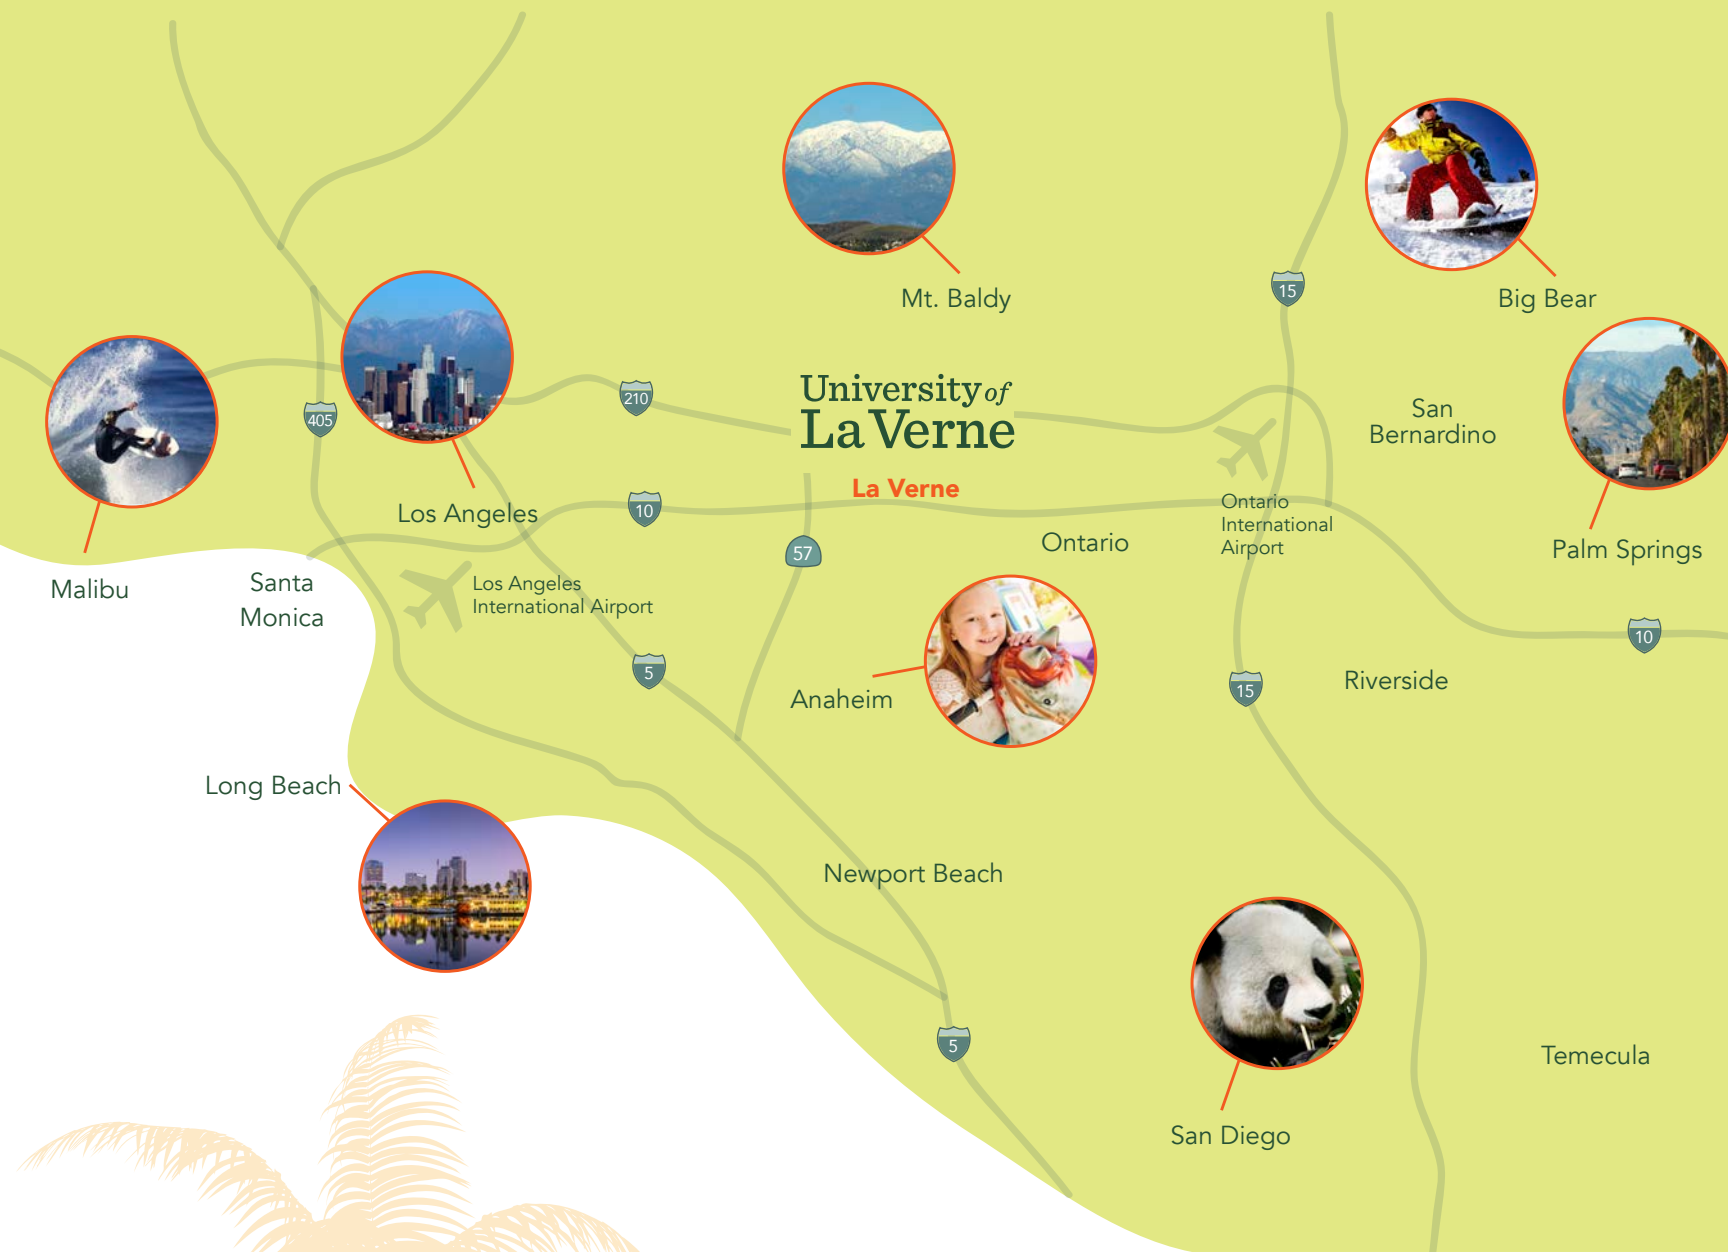 Mt. Baldy
15
Big Bear
University of
La Verne
210
405
San
Bernardino
La Verne
Los Angeles
10
Ontario
International
Airport
Ontario
57
Palm Springs
Malibu
Santa
Monica
Los Angeles
International Airport
10
5
Anaheim
15
Riverside
Long Beach
Newport Beach
5
Temecula
San Diego